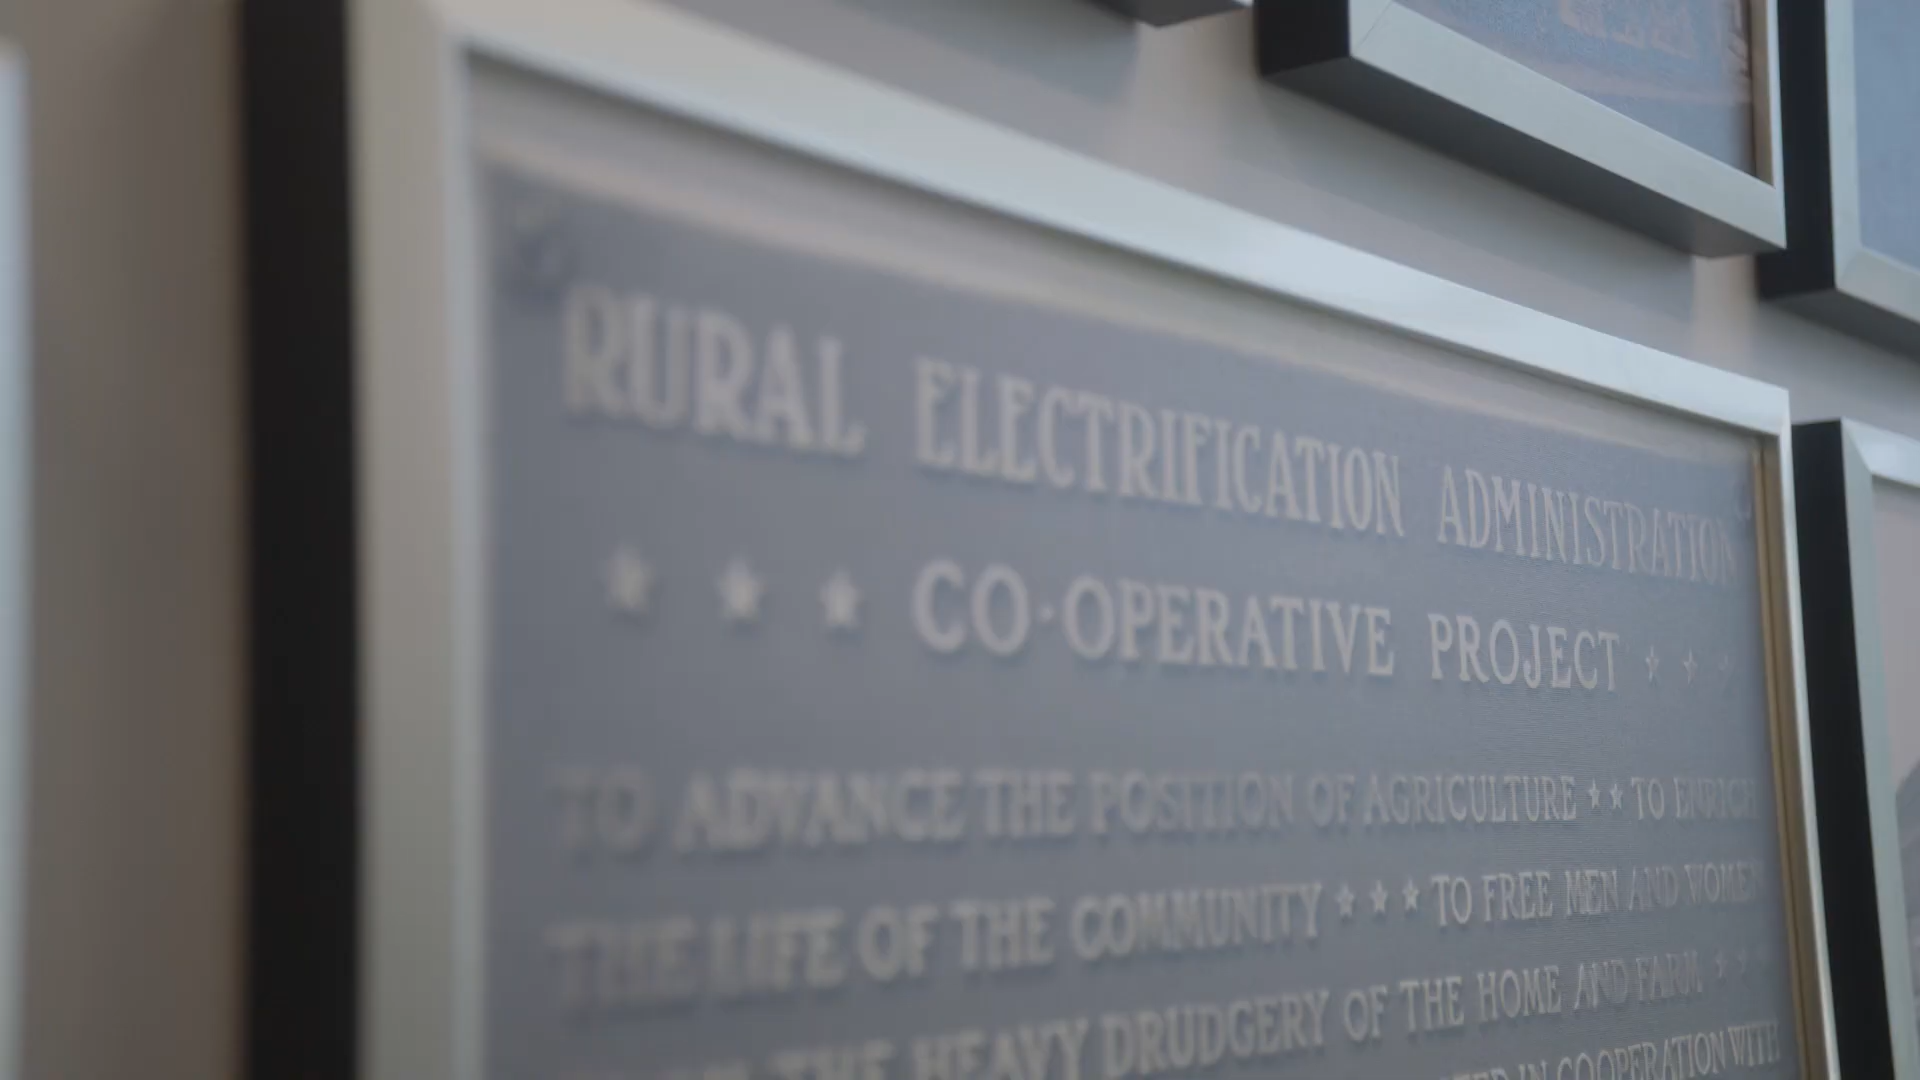 RURAL ELECTRIFICATION ADMINISTRATION
★ ★ ★ CO·OPERATIVE PROJECT ★ ★ ★
TO ADVANCE THE POSITION OF AGRICULTURE ★ ★ TO ENRICH
THE LIFE OF THE COMMUNITY ★ ★ ★ TO FREE MEN AND WOMEN
THE HEAVY DRUDGERY OF THE HOME AND FARM ★ ★ ★
IN COOPERATION WITH